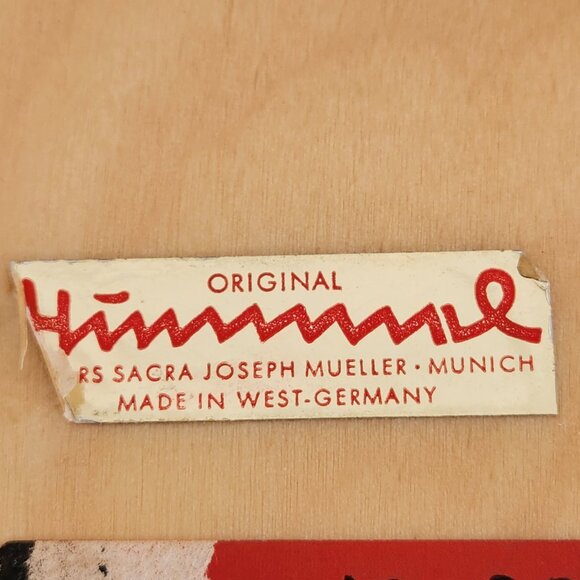 ORIGINAL
Hummel
RS SACRA JOSEPH MUELLER · MUNICH
MADE IN WEST-GERMANY